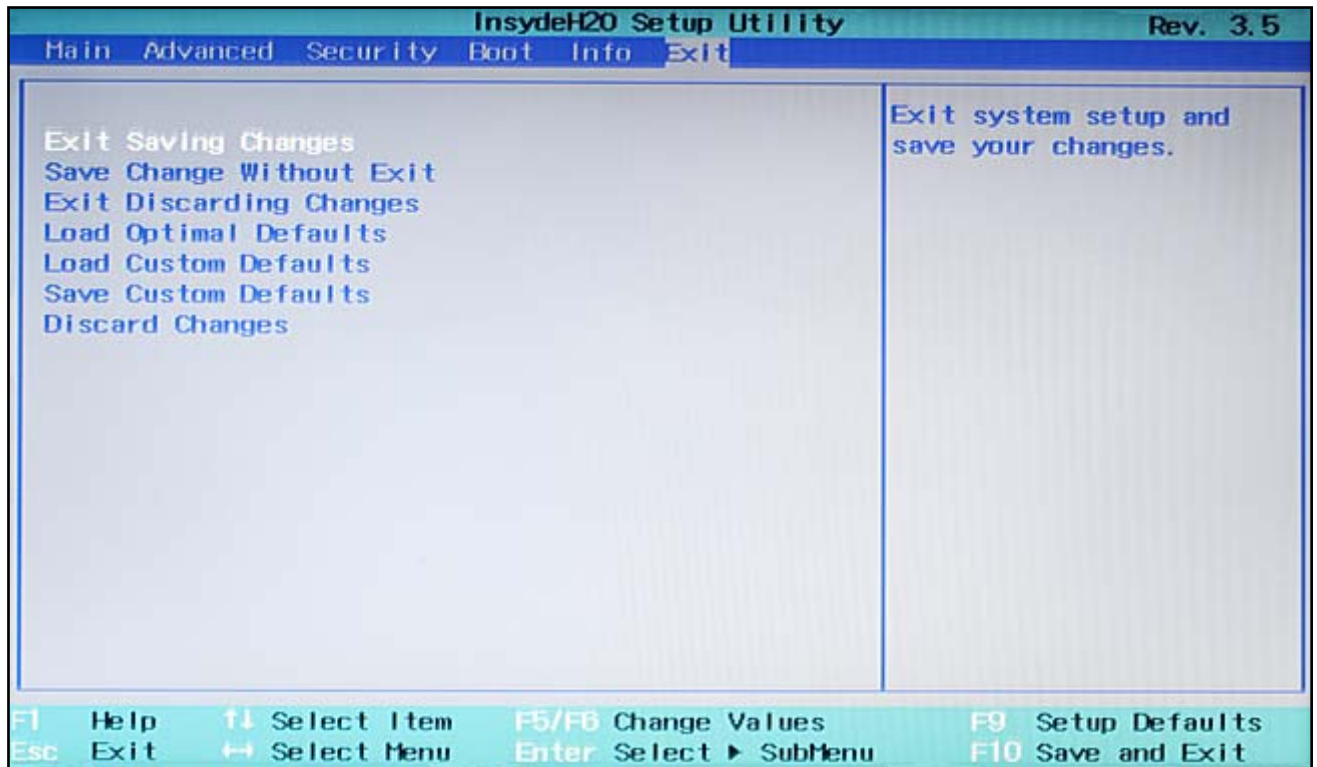 InsydeH2O Setup Utility Rev. 3.5
Main Advanced Security Boot Info Exit
Exit Saving Changes
Save Change Without Exit
Exit Discarding Changes
Load Optimal Defaults
Load Custom Defaults
Save Custom Defaults
Discard Changes
Exit system setup and
save your changes.
F1 Help ↑↓ Select Item F5/F6 Change Values F9 Setup Defaults
Esc Exit ↔ Select Menu Enter Select ▶ SubMenu F10 Save and Exit